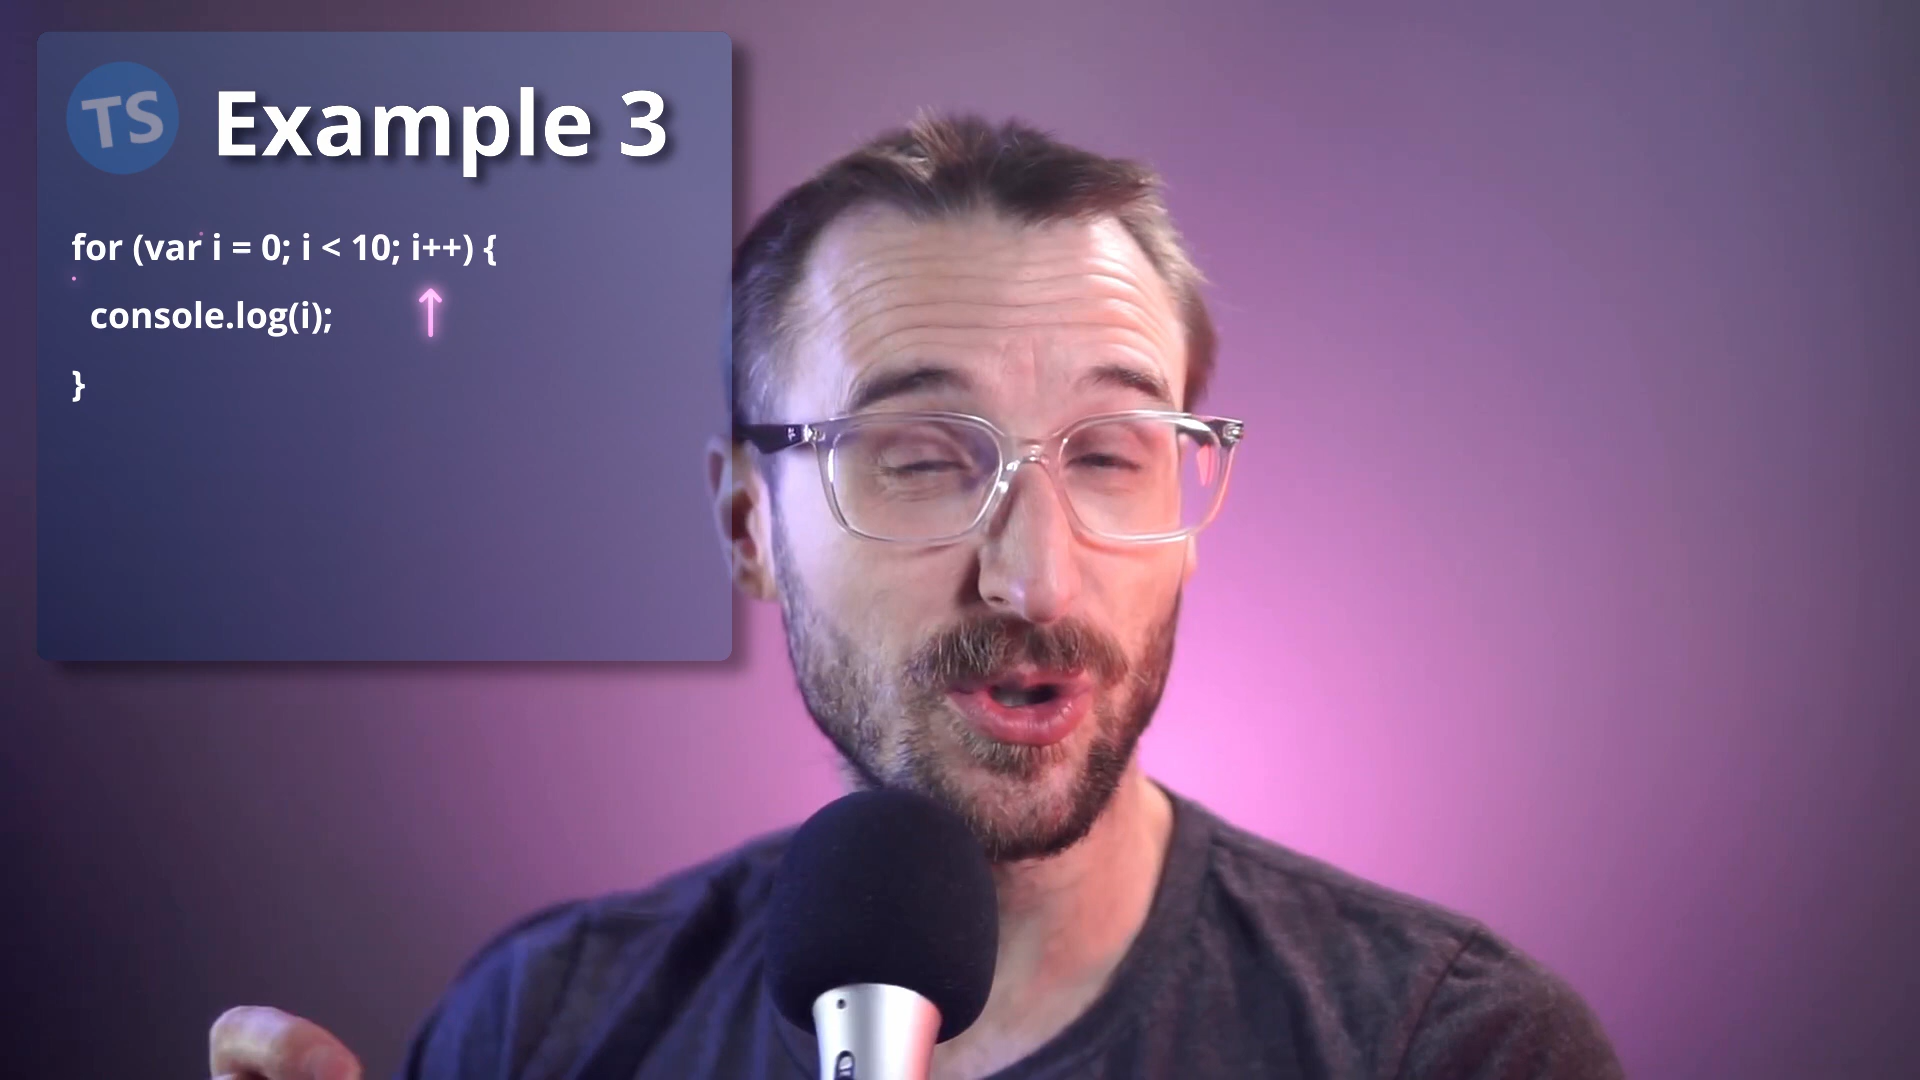 TS
Example 3
for (var i = 0; i < 10; i++) {
console.log(i);
}